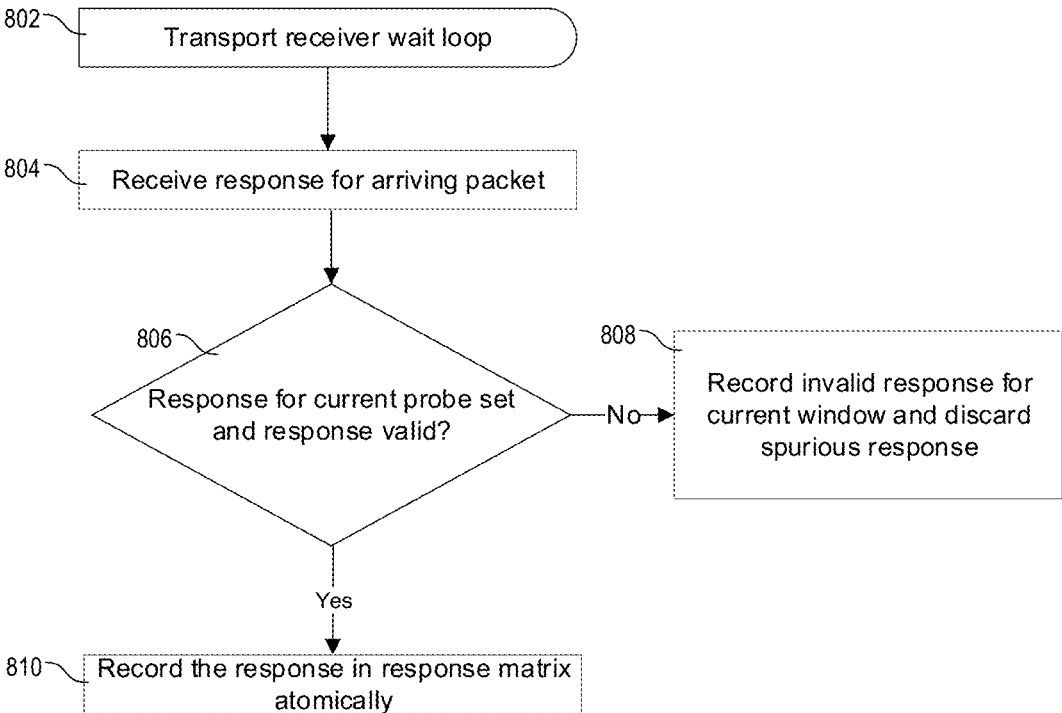 802
Transport receiver wait loop
804
Receive response for arriving packet
806
Response for current probe set
and response valid?
No
808
Record invalid response for
current window and discard
spurious response
Yes
810
Record the response in response matrix
atomically